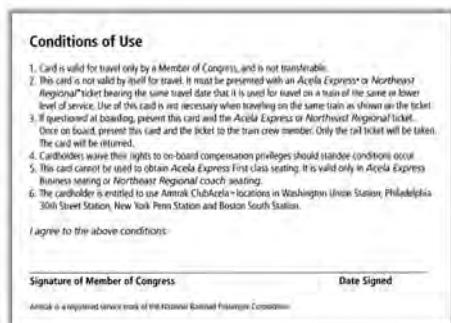 Conditions of Use
1. Card is valid for travel only by a Member of Congress, and is not transferable.
2. This card is not valid by itself for travel. It must be presented with an Acela Express® or Northeast
Regional® ticket bearing the same travel date that it is used for travel on a train of the same or lower
level of service. Use of this card is not necessary when traveling on the same train as shown on the ticket.
3. If questioned at boarding, present this card and the Acela Express or Northeast Regional ticket.
Once on board, present this card and the ticket to the train crew member. Only the rail ticket will be taken.
The card will be returned.
4. Cardholders waive their rights to on-board compensation privileges should standee conditions occur.
5. This card cannot be used to obtain Acela Express First class seating. It is valid only in Acela Express
Business seating or Northeast Regional coach seating.
6. The cardholder is entitled to use Amtrak ClubAcela® locations in Washington Union Station, Philadelphia
30th Street Station, New York Penn Station and Boston South Station.
I agree to the above conditions.
Signature of Member of Congress Date Signed
Amtrak is a registered service mark of the National Railroad Passenger Corporation.